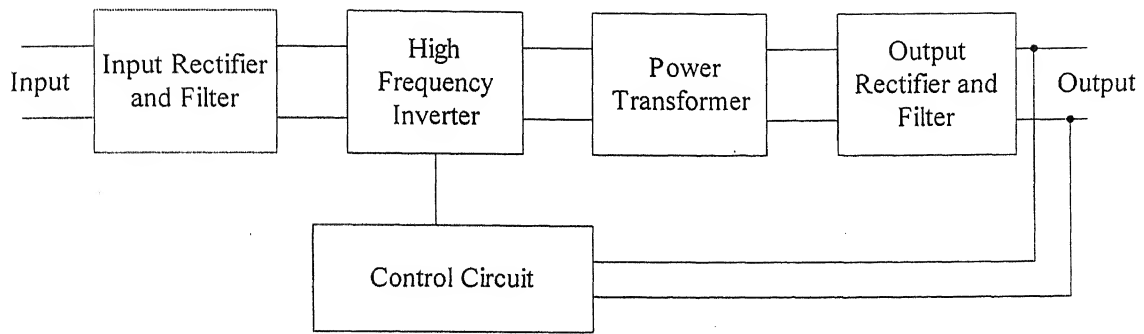 Input
Input Rectifier
and Filter
High
Frequency
Inverter
Power
Transformer
Output
Rectifier and
Filter
Output
Control Circuit